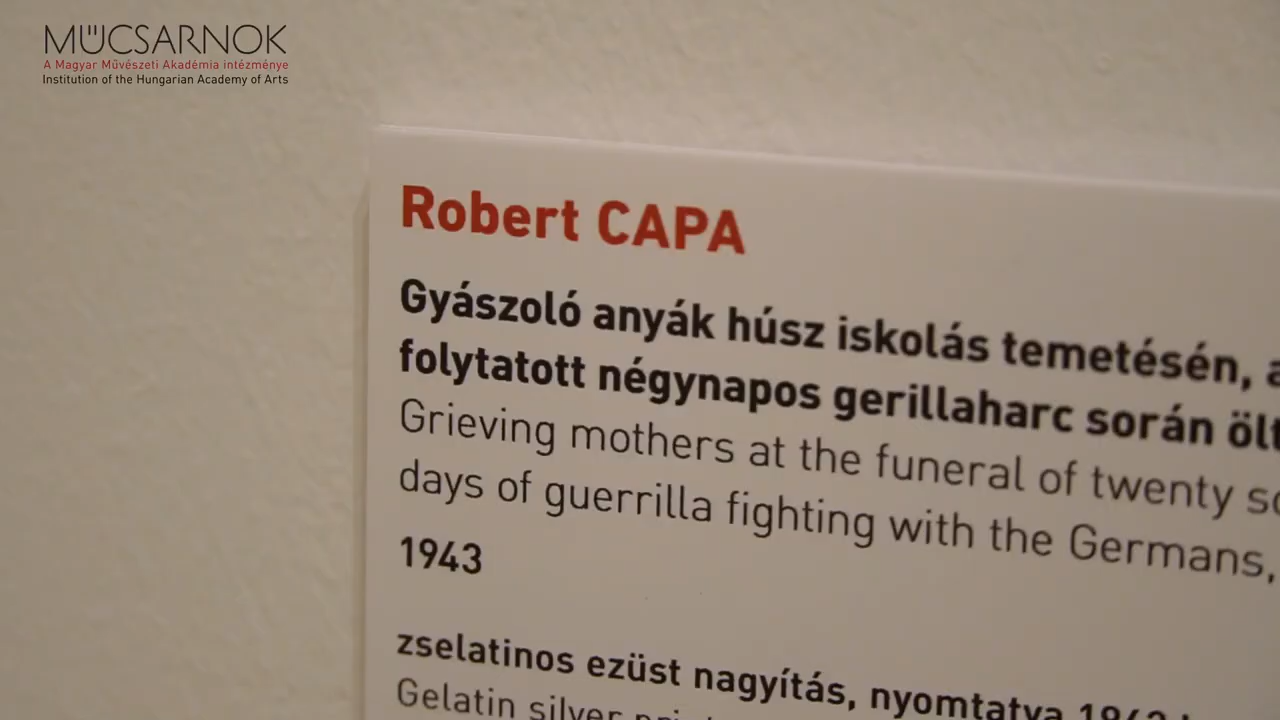 MŰCSARNOK
A Magyar Művészeti Akadémia intézménye
Institution of the Hungarian Academy of Arts
Robert CAPA
Gyászoló anyák húsz iskolás temetésén,
folytatott négynapos gerillaharc során
Grieving mothers at the funeral of twenty
days of guerrilla fighting with the Germans,
1943
zselatinos ezüst nagyítás, nyomtatva
Gelatin silver